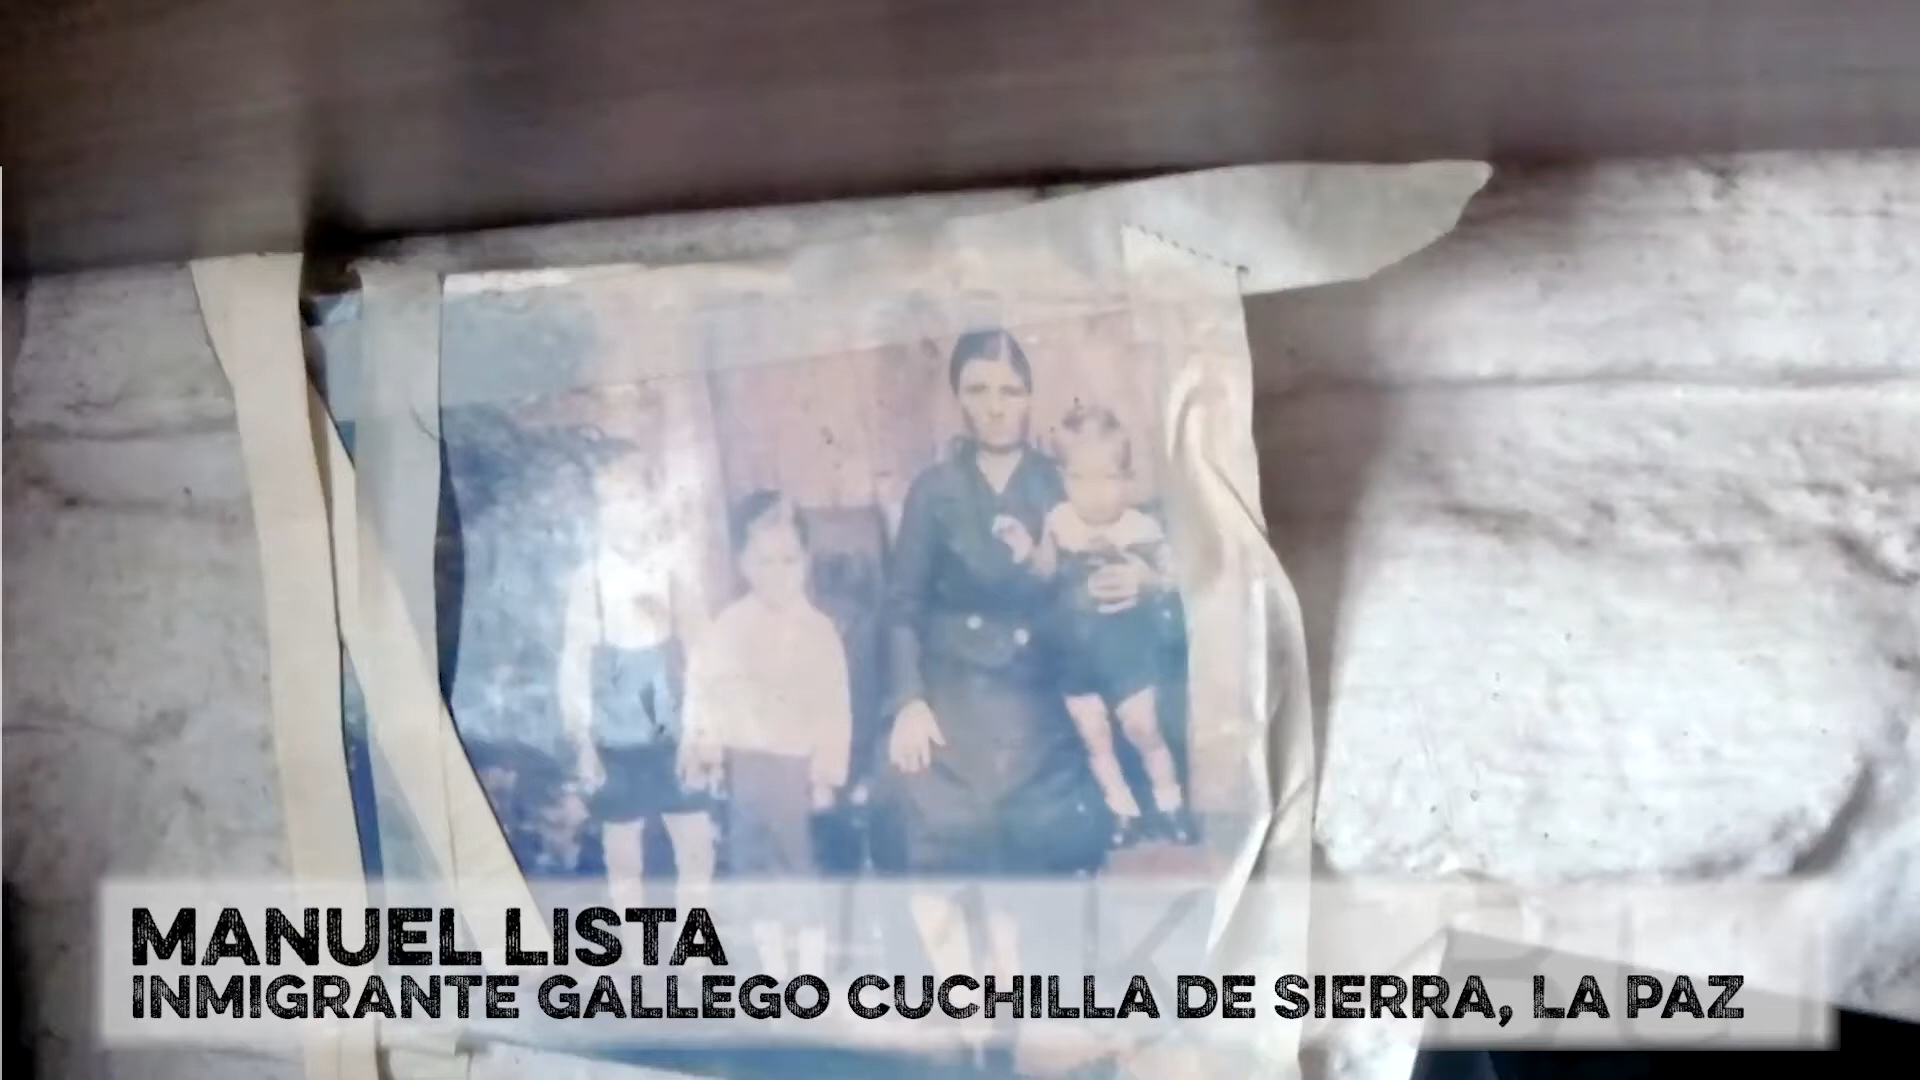 MANUEL LISTA
INMIGRANTE GALLEGO CUCHILLA DE SIERRA, LA PAZ